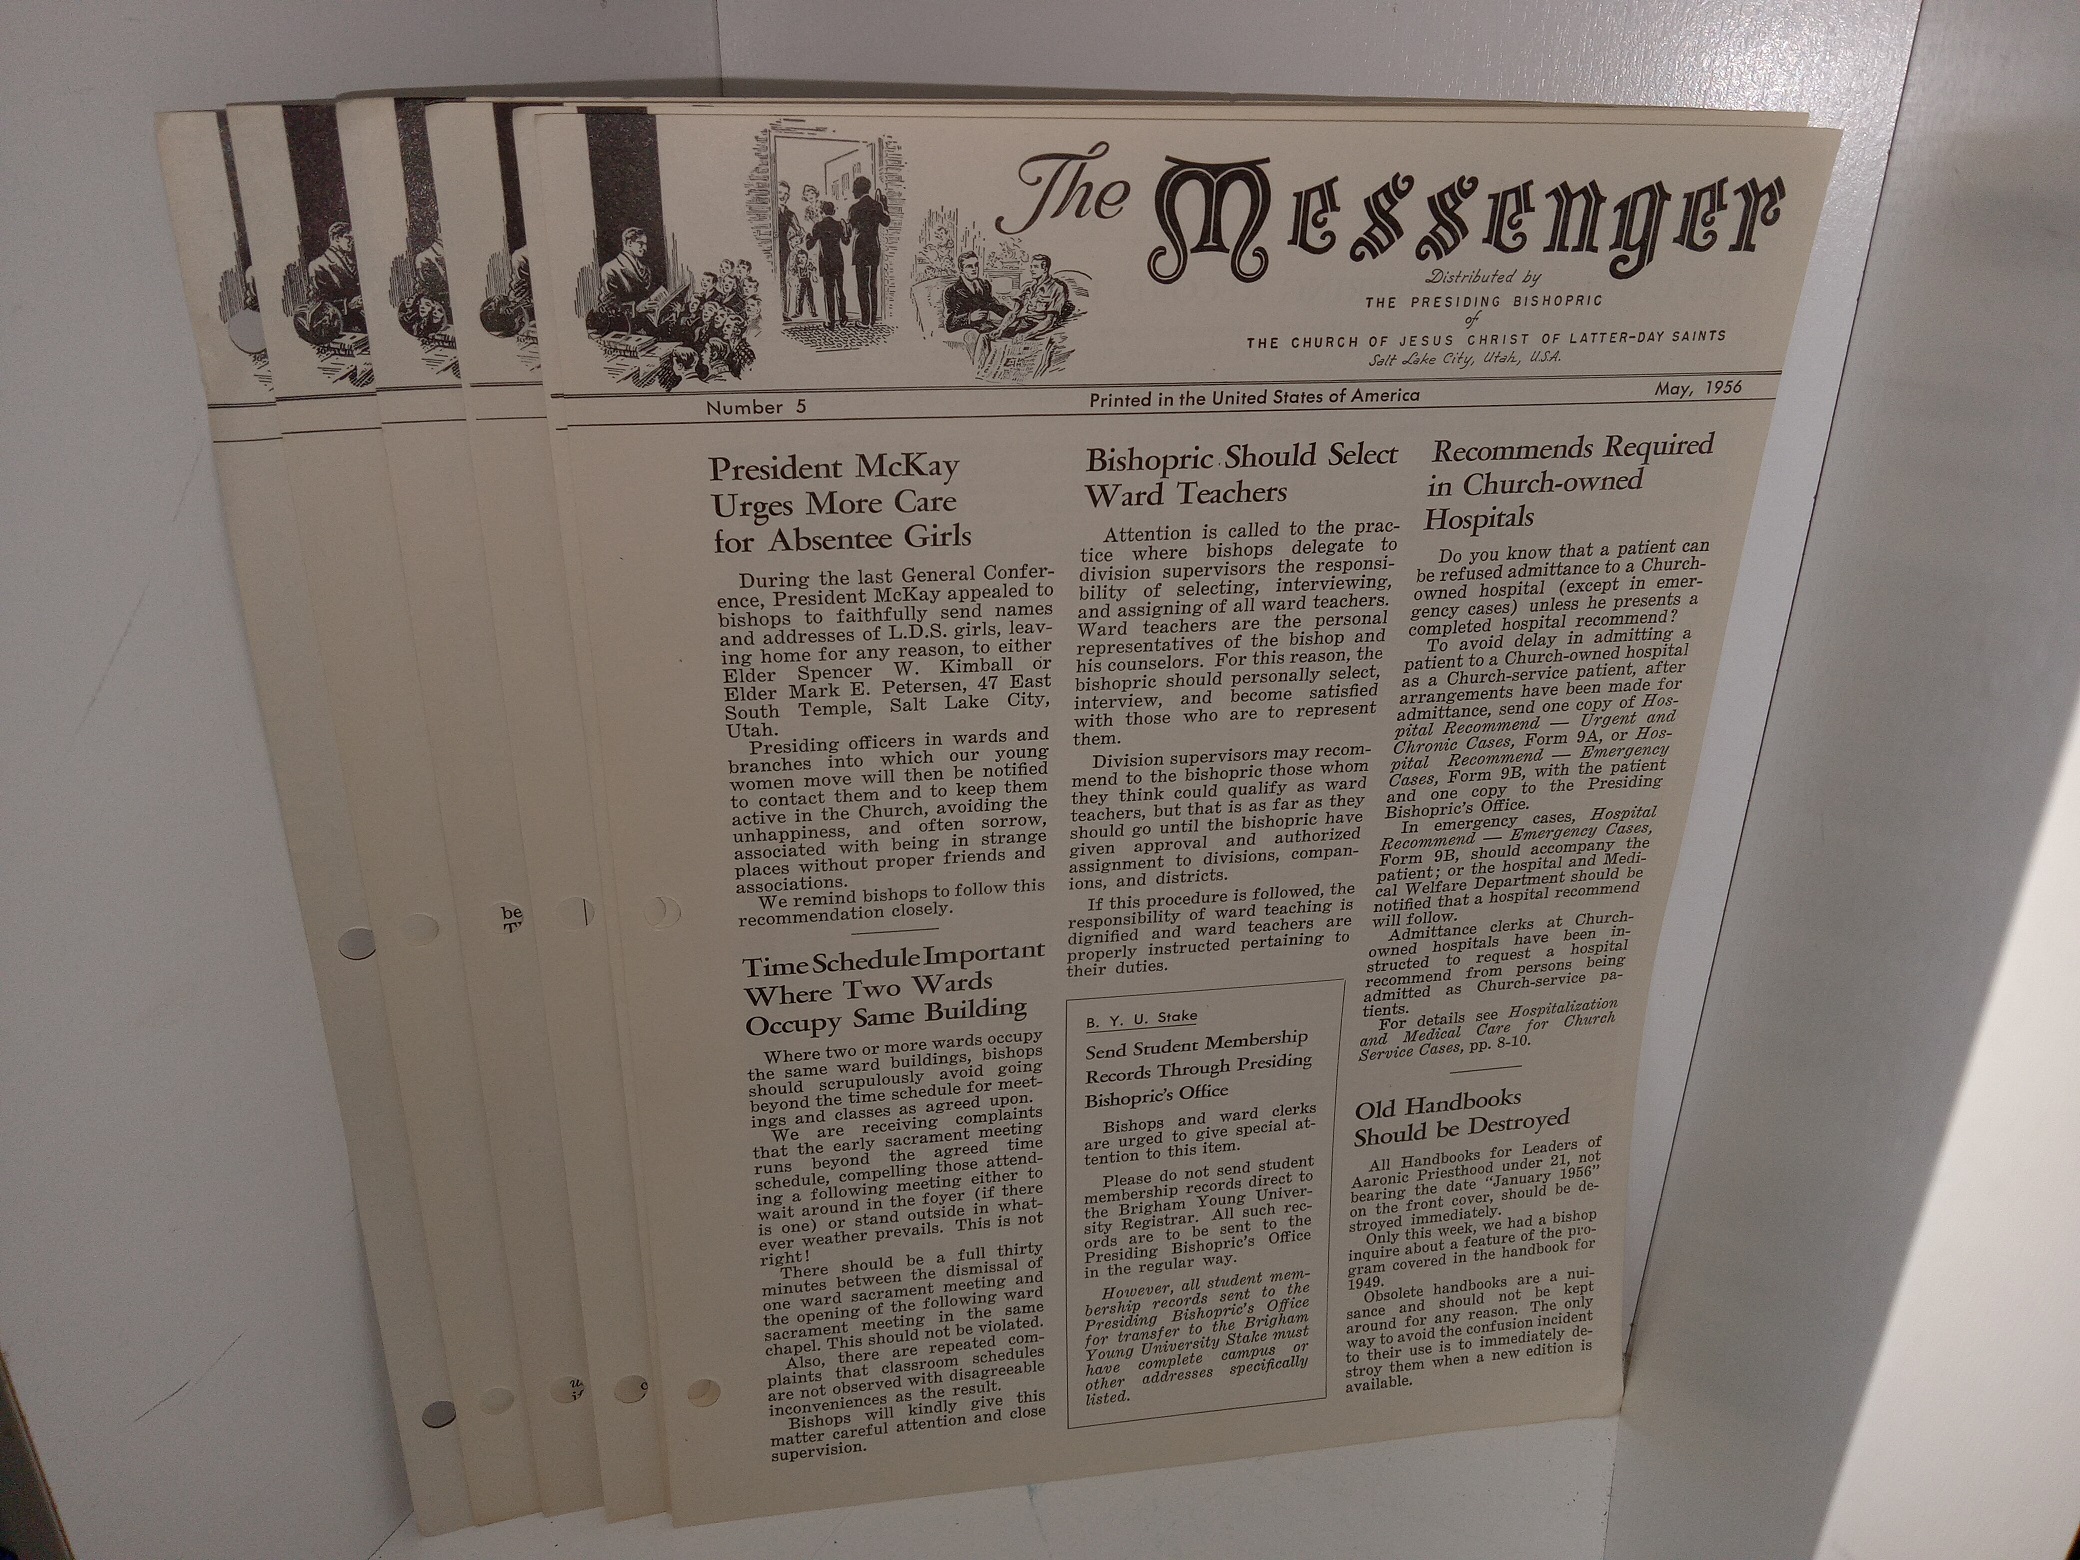 The Messenger
Distributed by
THE PRESIDING BISHOPRIC
of
THE CHURCH OF JESUS CHRIST OF LATTER-DAY SAINTS
Salt Lake City, Utah, U.S.A.
Number 5 Printed in the United States of America May, 1956
President McKay
Urges More Care
for Absentee Girls
During the last General Confer-
ence, President McKay appealed to
bishops to faithfully send names
and addresses of L.D.S. girls, leav-
ing home for any reason, to either
Elder Spencer W. Kimball or
Elder Mark E. Petersen, 47 East
South Temple, Salt Lake City,
Utah.
Presiding officers in wards and
branches into which our young
women move will then be notified
to contact them and to keep them
active in the Church, avoiding the
unhappiness, and often sorrow,
associated with being in strange
places without proper friends and
associations.
We remind bishops to follow this
recommendation closely.
Time Schedule Important
Where Two Wards
Occupy Same Building
Where two or more wards occupy
the same ward buildings, bishops
should scrupulously avoid going
beyond the time schedule for meet-
ings and classes as agreed upon.
We are receiving complaints
that the early sacrament meeting
runs beyond the agreed time
schedule, compelling those attend-
ing a following meeting either to
wait around in the foyer (if there
is one) or stand outside in what-
ever weather prevails. This is not
right!
There should be a full thirty
minutes between the dismissal of
one ward sacrament meeting and
the opening of the following ward
sacrament meeting in the same
chapel. This should not be violated.
Also, there are repeated com-
plaints that classroom schedules
are not observed with disagreeable
inconveniences as the result.
Bishops will kindly give this
matter careful attention and close
supervision.
Bishopric Should Select
Ward Teachers
Attention is called to the prac-
tice where bishops delegate to
division supervisors the responsi-
bility of selecting, interviewing,
and assigning of all ward teachers.
Ward teachers are the personal
representatives of the bishop and
his counselors. For this reason, the
bishopric should personally select,
interview, and become satisfied
with those who are to represent
them.
Division supervisors may recom-
mend to the bishopric those whom
they think could qualify as ward
teachers, but that is as far as they
should go until the bishopric have
given approval and authorized
assignment to divisions, compan-
ions, and districts.
If this procedure is followed, the
responsibility of ward teaching is
dignified and ward teachers are
properly instructed pertaining to
their duties.
B. Y. U. Stake
Send Student Membership
Records Through Presiding
Bishopric's Office
Bishops and ward clerks
are urged to give special at-
tention to this item.
Please do not send student
membership records direct to
the Brigham Young Univer-
sity Registrar. All such rec-
ords are to be sent to the
Presiding Bishopric's Office
in the regular way.
However, all student mem-
bership records sent to the
Presiding Bishopric's Office
for transfer to the Brigham
Young University Stake must
have complete campus or
other addresses specifically
listed.
Recommends Required
in Church-owned
Hospitals
Do you know that a patient can
be refused admittance to a Church-
owned hospital (except in emer-
gency cases) unless he presents a
completed hospital recommend?
To avoid delay in admitting a
patient to a Church-owned hospital
as a Church-service patient, after
arrangements have been made for
admittance, send one copy of Hos-
pital Recommend — Urgent and
Chronic Cases, Form 9A, or Hos-
pital Recommend — Emergency
Cases, Form 9B, with the patient
and one copy to the Presiding
Bishopric's Office.
In emergency cases, Hospital
Recommend — Emergency Cases,
Form 9B, should accompany the
patient; or the hospital and Medi-
cal Welfare Department should be
notified that a hospital recommend
will follow.
Admittance clerks at Church-
owned hospitals have been in-
structed to request a hospital
recommend from persons being
admitted as Church-service pa-
tients.
For details see Hospitalization
and Medical Care for Church
Service Cases, pp. 8-10.
Old Handbooks
Should be Destroyed
All Handbooks for Leaders of
Aaronic Priesthood under 21, not
bearing the date "January 1956"
on the front cover, should be de-
stroyed immediately.
Only this week, we had a bishop
inquire about a feature of the pro-
gram covered in the handbook for
1949.
Obsolete handbooks are a nui-
sance and should not be kept
around for any reason. The only
way to avoid the confusion incident
to their use is to immediately de-
stroy them when a new edition is
available.
be